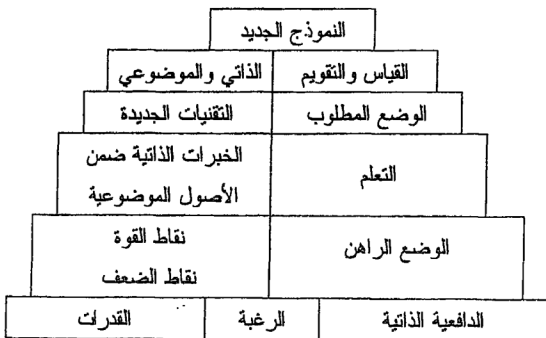 النموذج الجديد
القياس والتقويم
الذاتي والموضوعي
الوضع المطلوب
التقنيات الجديدة
التعلم
الخبرات الذاتية ضمن
الأصول الموضوعية
الوضع الراهن
نقاط القوة
نقاط الضعف
الدافعية الذاتية
الرغبة
القدرات